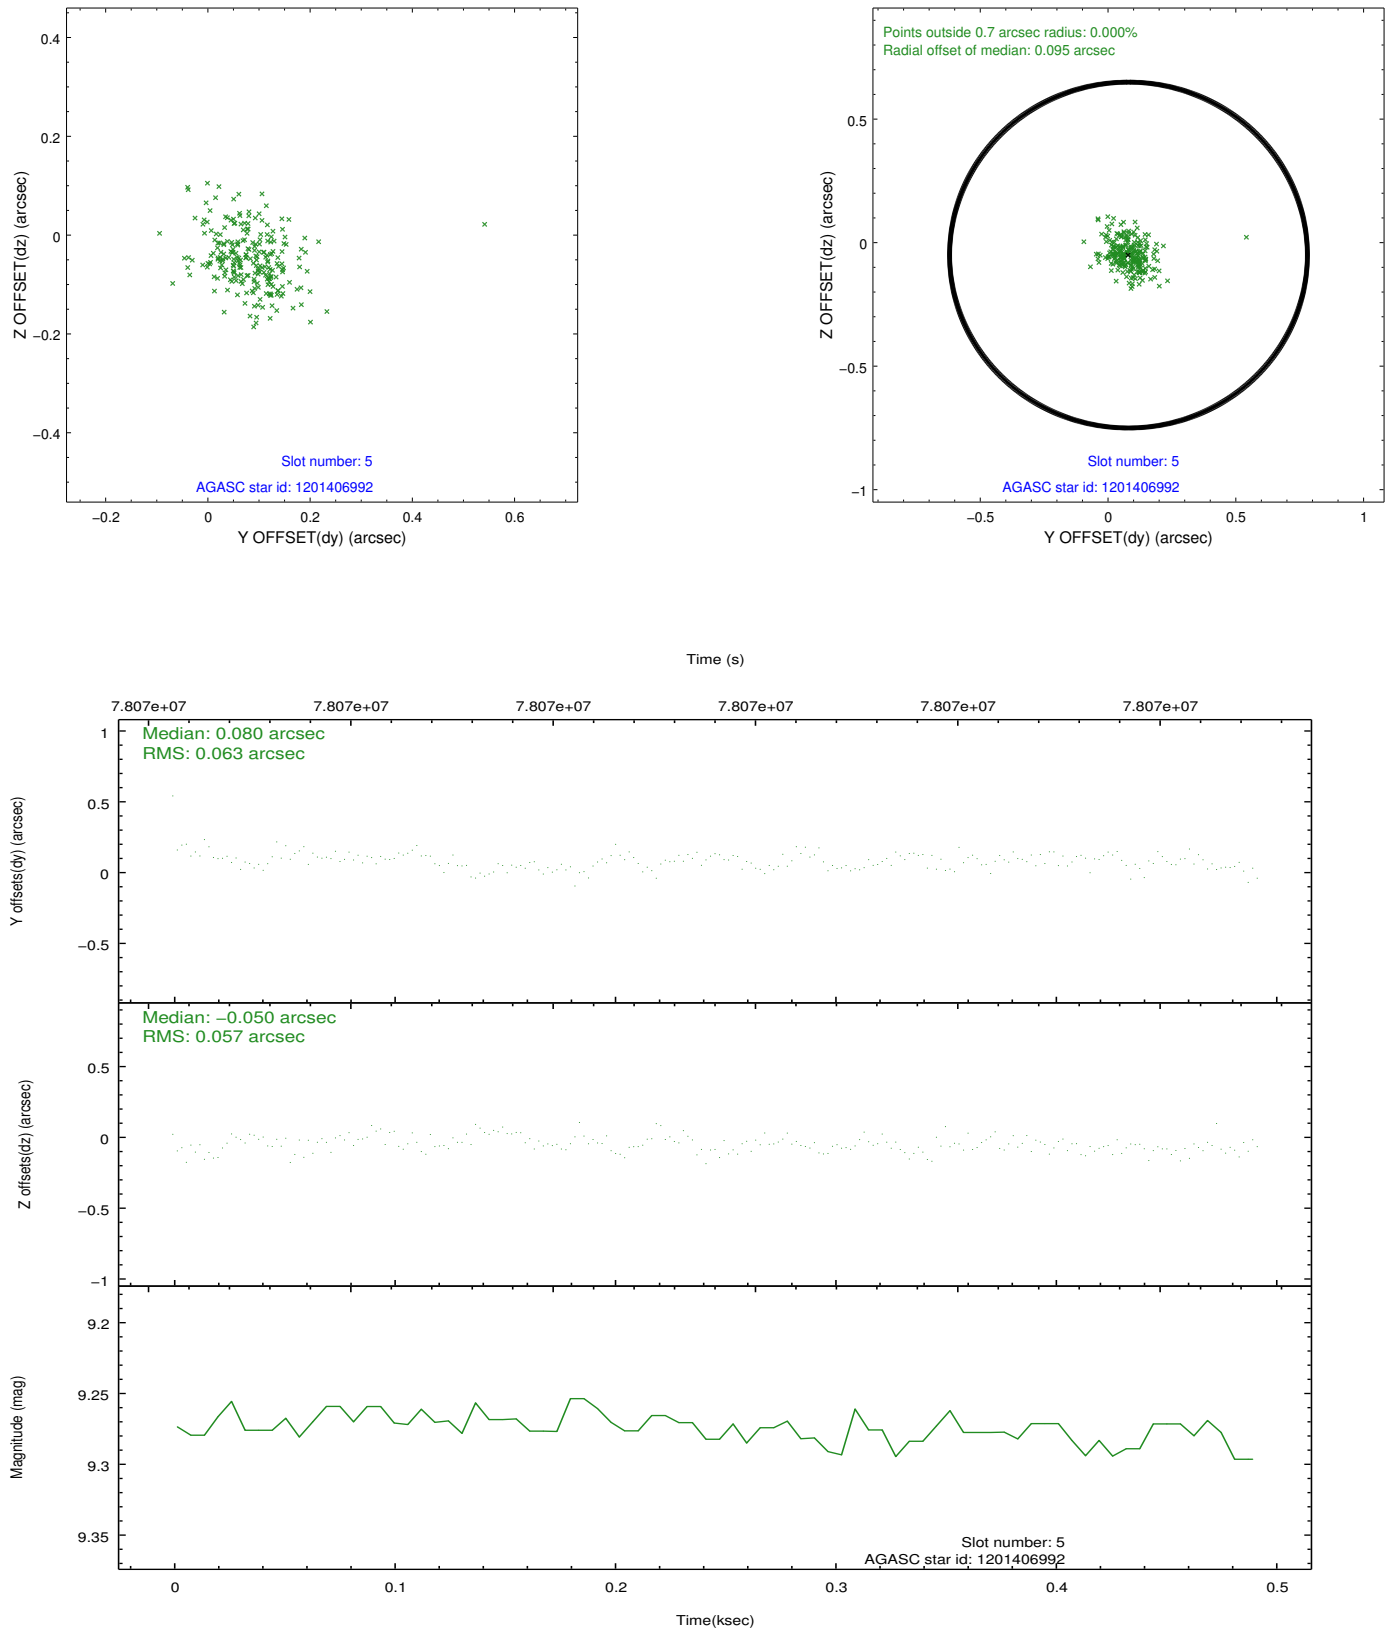 0.4
0.2
0
−0.2
−0.4
Z OFFSET(dz) (arcsec)
Slot number: 5
AGASC star id: 1201406992
−0.2 0 0.2 0.4 0.6
Y OFFSET(dy) (arcsec)
Points outside 0.7 arcsec radius: 0.000%
Radial offset of median: 0.095 arcsec
0.5
0
−0.5
−1
Z OFFSET(dz) (arcsec)
Slot number: 5
AGASC star id: 1201406992
−0.5 0 0.5 1
Y OFFSET(dy) (arcsec)
Time (s)
7.807e+07 7.807e+07 7.807e+07 7.807e+07 7.807e+07 7.807e+07
Median: 0.080 arcsec
RMS: 0.063 arcsec
1
0.5
0
−0.5
Y offsets(dy) (arcsec)
Median: −0.050 arcsec
RMS: 0.057 arcsec
0.5
0
−0.5
−1
Z offsets(dz) (arcsec)
9.2
9.25
9.3
9.35
Magnitude (mag)
Slot number: 5
AGASC star id: 1201406992
0 0.1 0.2 0.3 0.4 0.5
Time(ksec)